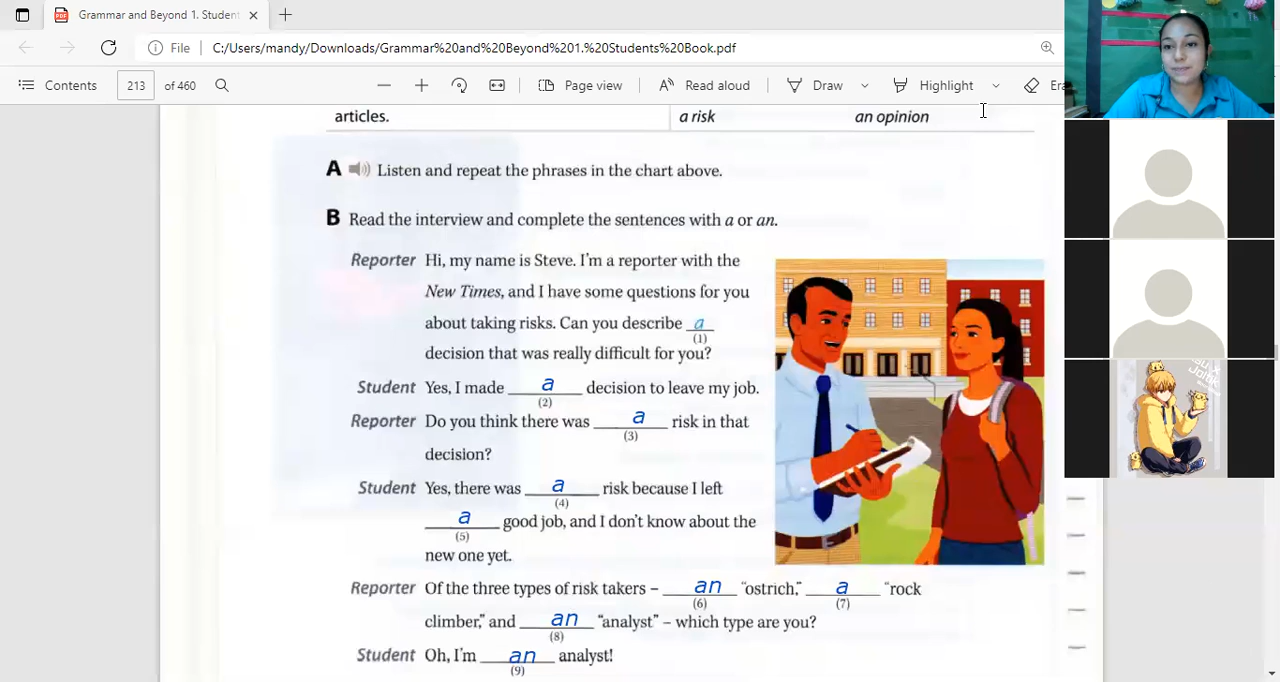 Grammar and Beyond 1. Student
File C:/Users/mandy/Downloads/Grammar%20and%20Beyond%201.%20Students%20Book.pdf
Contents 213 of 460 Page view Read aloud Draw Highlight Era
articles. a risk an opinion
A Listen and repeat the phrases in the chart above.
B Read the interview and complete the sentences with a or an.
Reporter Hi, my name is Steve. I'm a reporter with the
New Times, and I have some questions for you
about taking risks. Can you describe a
(1)
decision that was really difficult for you?
Student Yes, I made a decision to leave my job.
(2)
Reporter Do you think there was a risk in that
(3)
decision?
Student Yes, there was a risk because I left
(4)
a good job, and I don't know about the
(5)
new one yet.
Reporter Of the three types of risk takers – an "ostrich," a "rock
(6) (7)
climber," and an "analyst" – which type are you?
(8)
Student Oh, I'm an analyst!
(9)